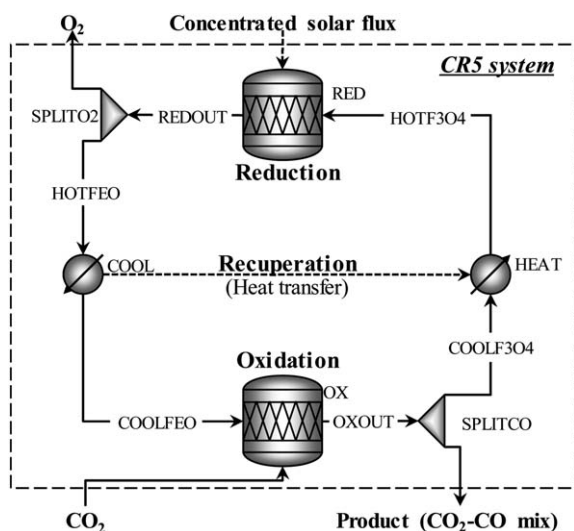 O2
Concentrated solar flux
CR5 system
RED
SPLITO2
REDOUT
HOTF3O4
Reduction
HOTFEO
COOL
Recuperation
(Heat transfer)
HEAT
COOLF3O4
Oxidation
OX
COOLFEO
OXOUT
SPLITCO
CO2
Product (CO2-CO mix)